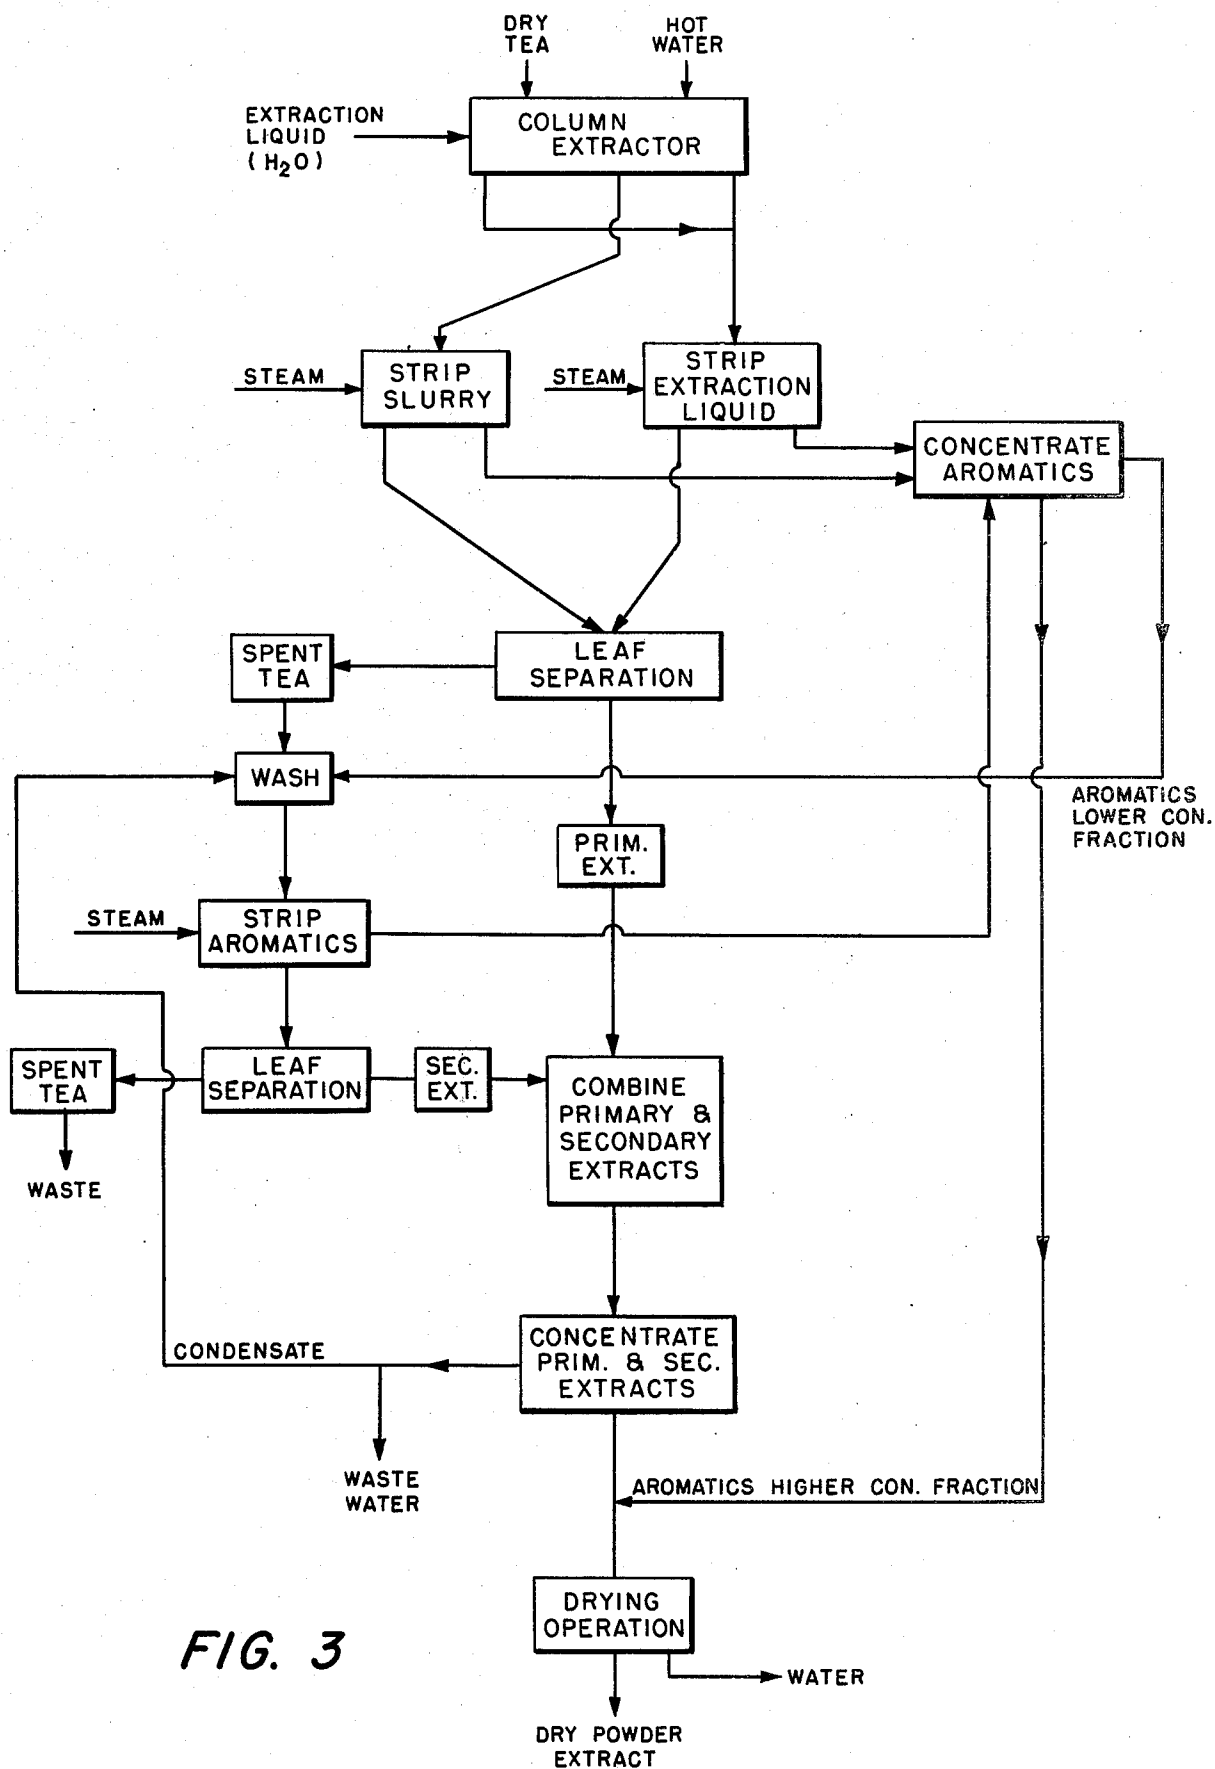 DRY
TEA
HOT
WATER
EXTRACTION
LIQUID
(H₂O)
COLUMN
EXTRACTOR
STEAM
STRIP
SLURRY
STEAM
STRIP
EXTRACTION
LIQUID
CONCENTRATE
AROMATICS
SPENT
TEA
LEAF
SEPARATION
WASH
AROMATICS
LOWER CON.
FRACTION
PRIM.
EXT.
STEAM
STRIP
AROMATICS
SPENT
TEA
LEAF
SEPARATION
SEC.
EXT.
COMBINE
PRIMARY &
SECONDARY
EXTRACTS
WASTE
CONDENSATE
CONCENTRATE
PRIM. & SEC.
EXTRACTS
WASTE
WATER
AROMATICS HIGHER CON. FRACTION
DRYING
OPERATION
FIG. 3
WATER
DRY POWDER
EXTRACT